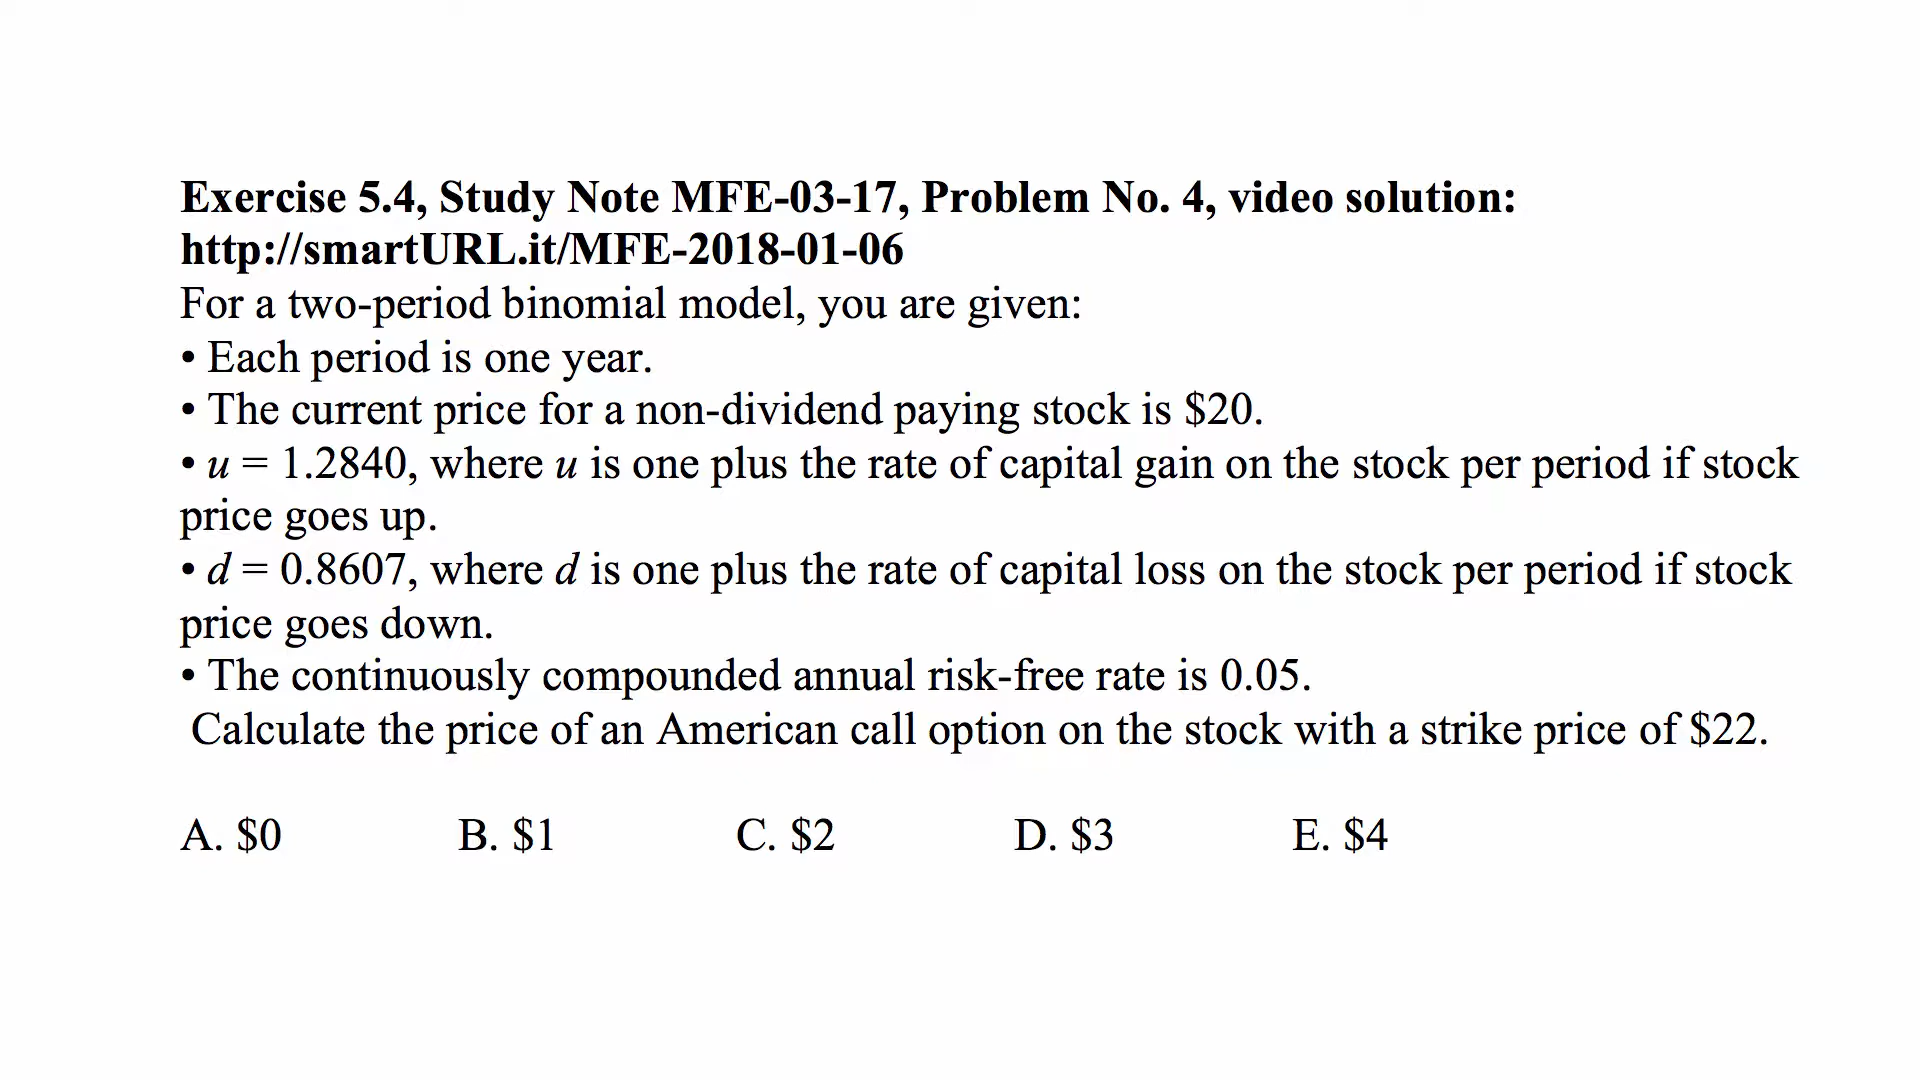 Exercise 5.4, Study Note MFE-03-17, Problem No. 4, video solution:
http://smartURL.it/MFE-2018-01-06
For a two-period binomial model, you are given:
• Each period is one year.
• The current price for a non-dividend paying stock is $20.
• u = 1.2840, where u is one plus the rate of capital gain on the stock per period if stock
price goes up.
• d = 0.8607, where d is one plus the rate of capital loss on the stock per period if stock
price goes down.
• The continuously compounded annual risk-free rate is 0.05.
Calculate the price of an American call option on the stock with a strike price of $22.
A. $0 B. $1 C. $2 D. $3 E. $4